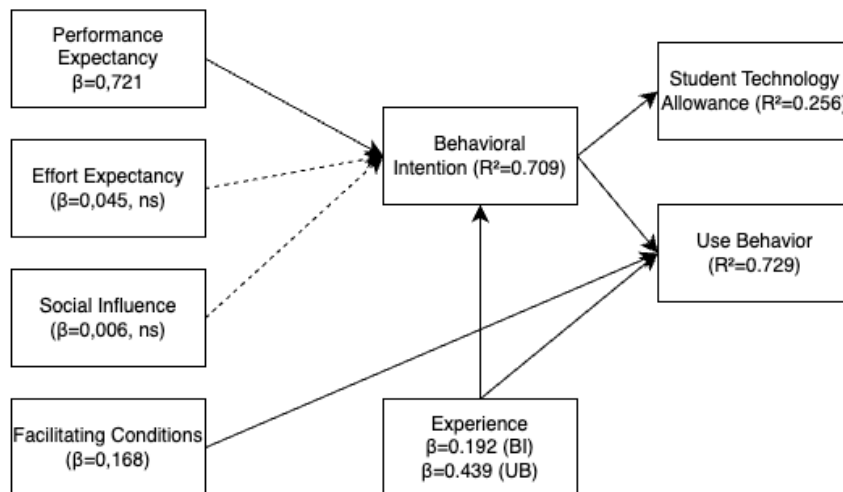 Performance
Expectancy
β=0,721
Effort Expectancy
(β=0,045, ns)
Social Influence
(β=0,006, ns)
Facilitating Conditions
(β=0,168)
Behavioral
Intention (R²=0.709)
Experience
β=0.192 (BI)
β=0.439 (UB)
Student Technology
Allowance (R²=0.256)
Use Behavior
(R²=0.729)